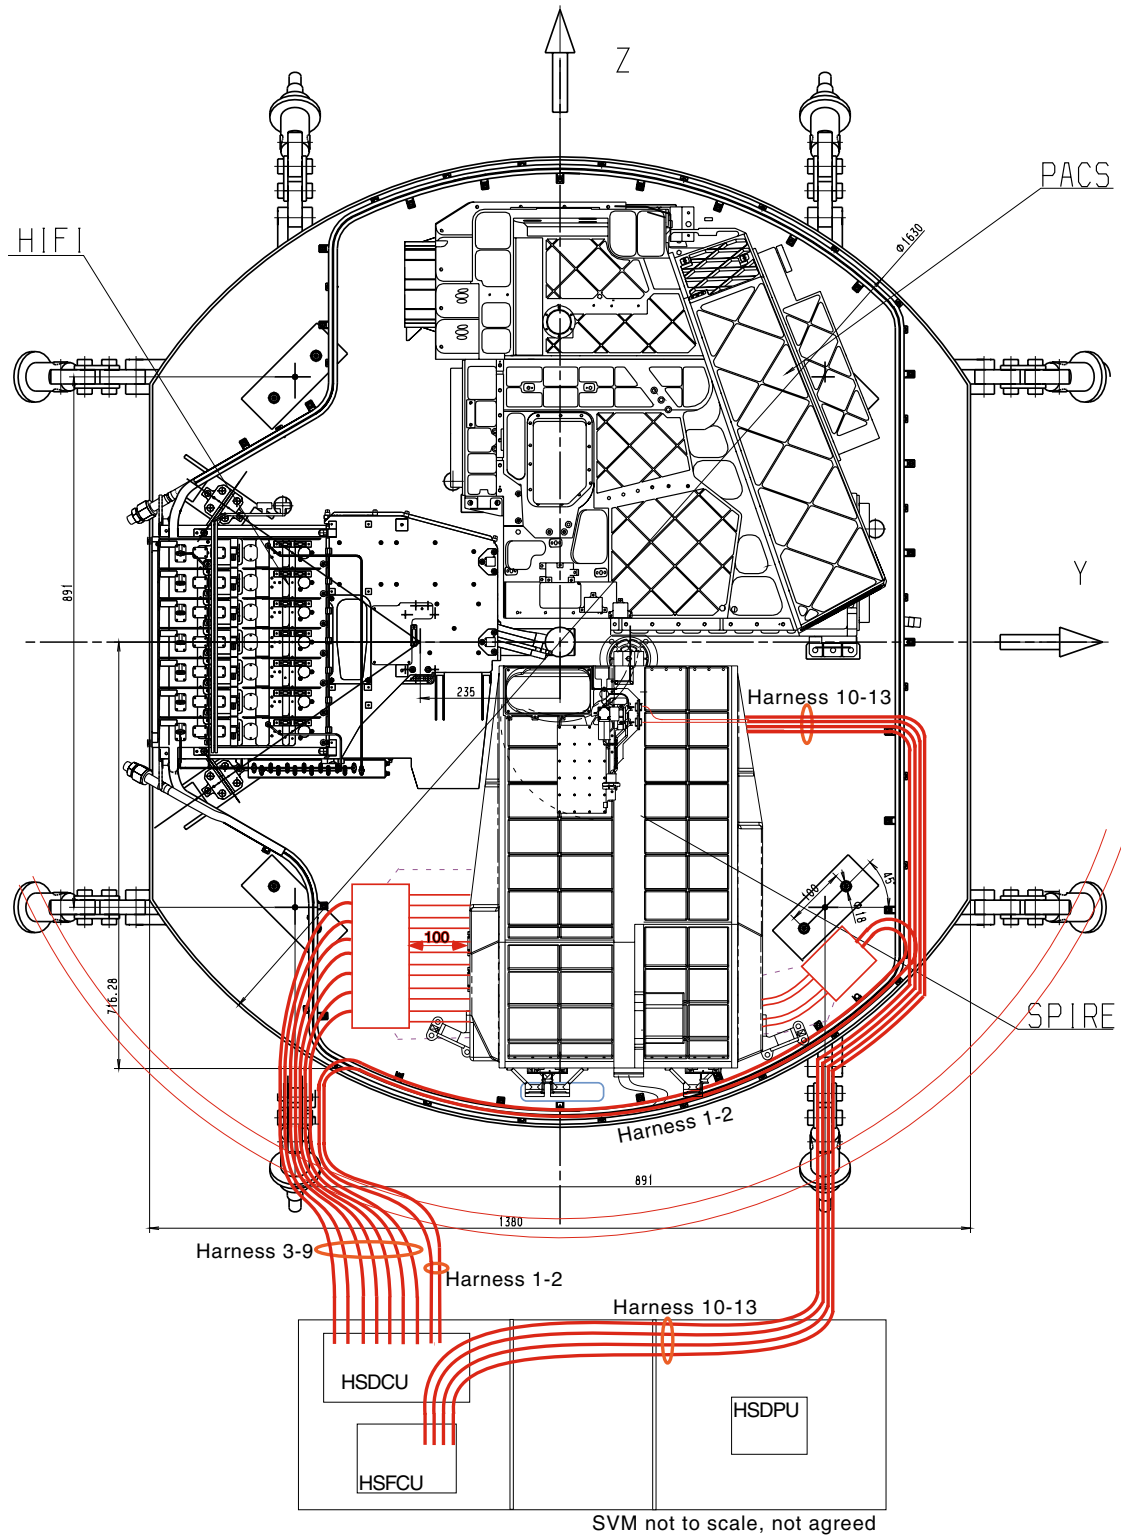 Z
PACS
HIFI
Φ1630
Y
891
235
Harness 10-13
45°
100
Φ18
100
716.28
SPIRE
Harness 1-2
891
1380
Harness 3-9
Harness 1-2
Harness 10-13
HSDCU
HSDPU
HSFCU
SVM not to scale, not agreed